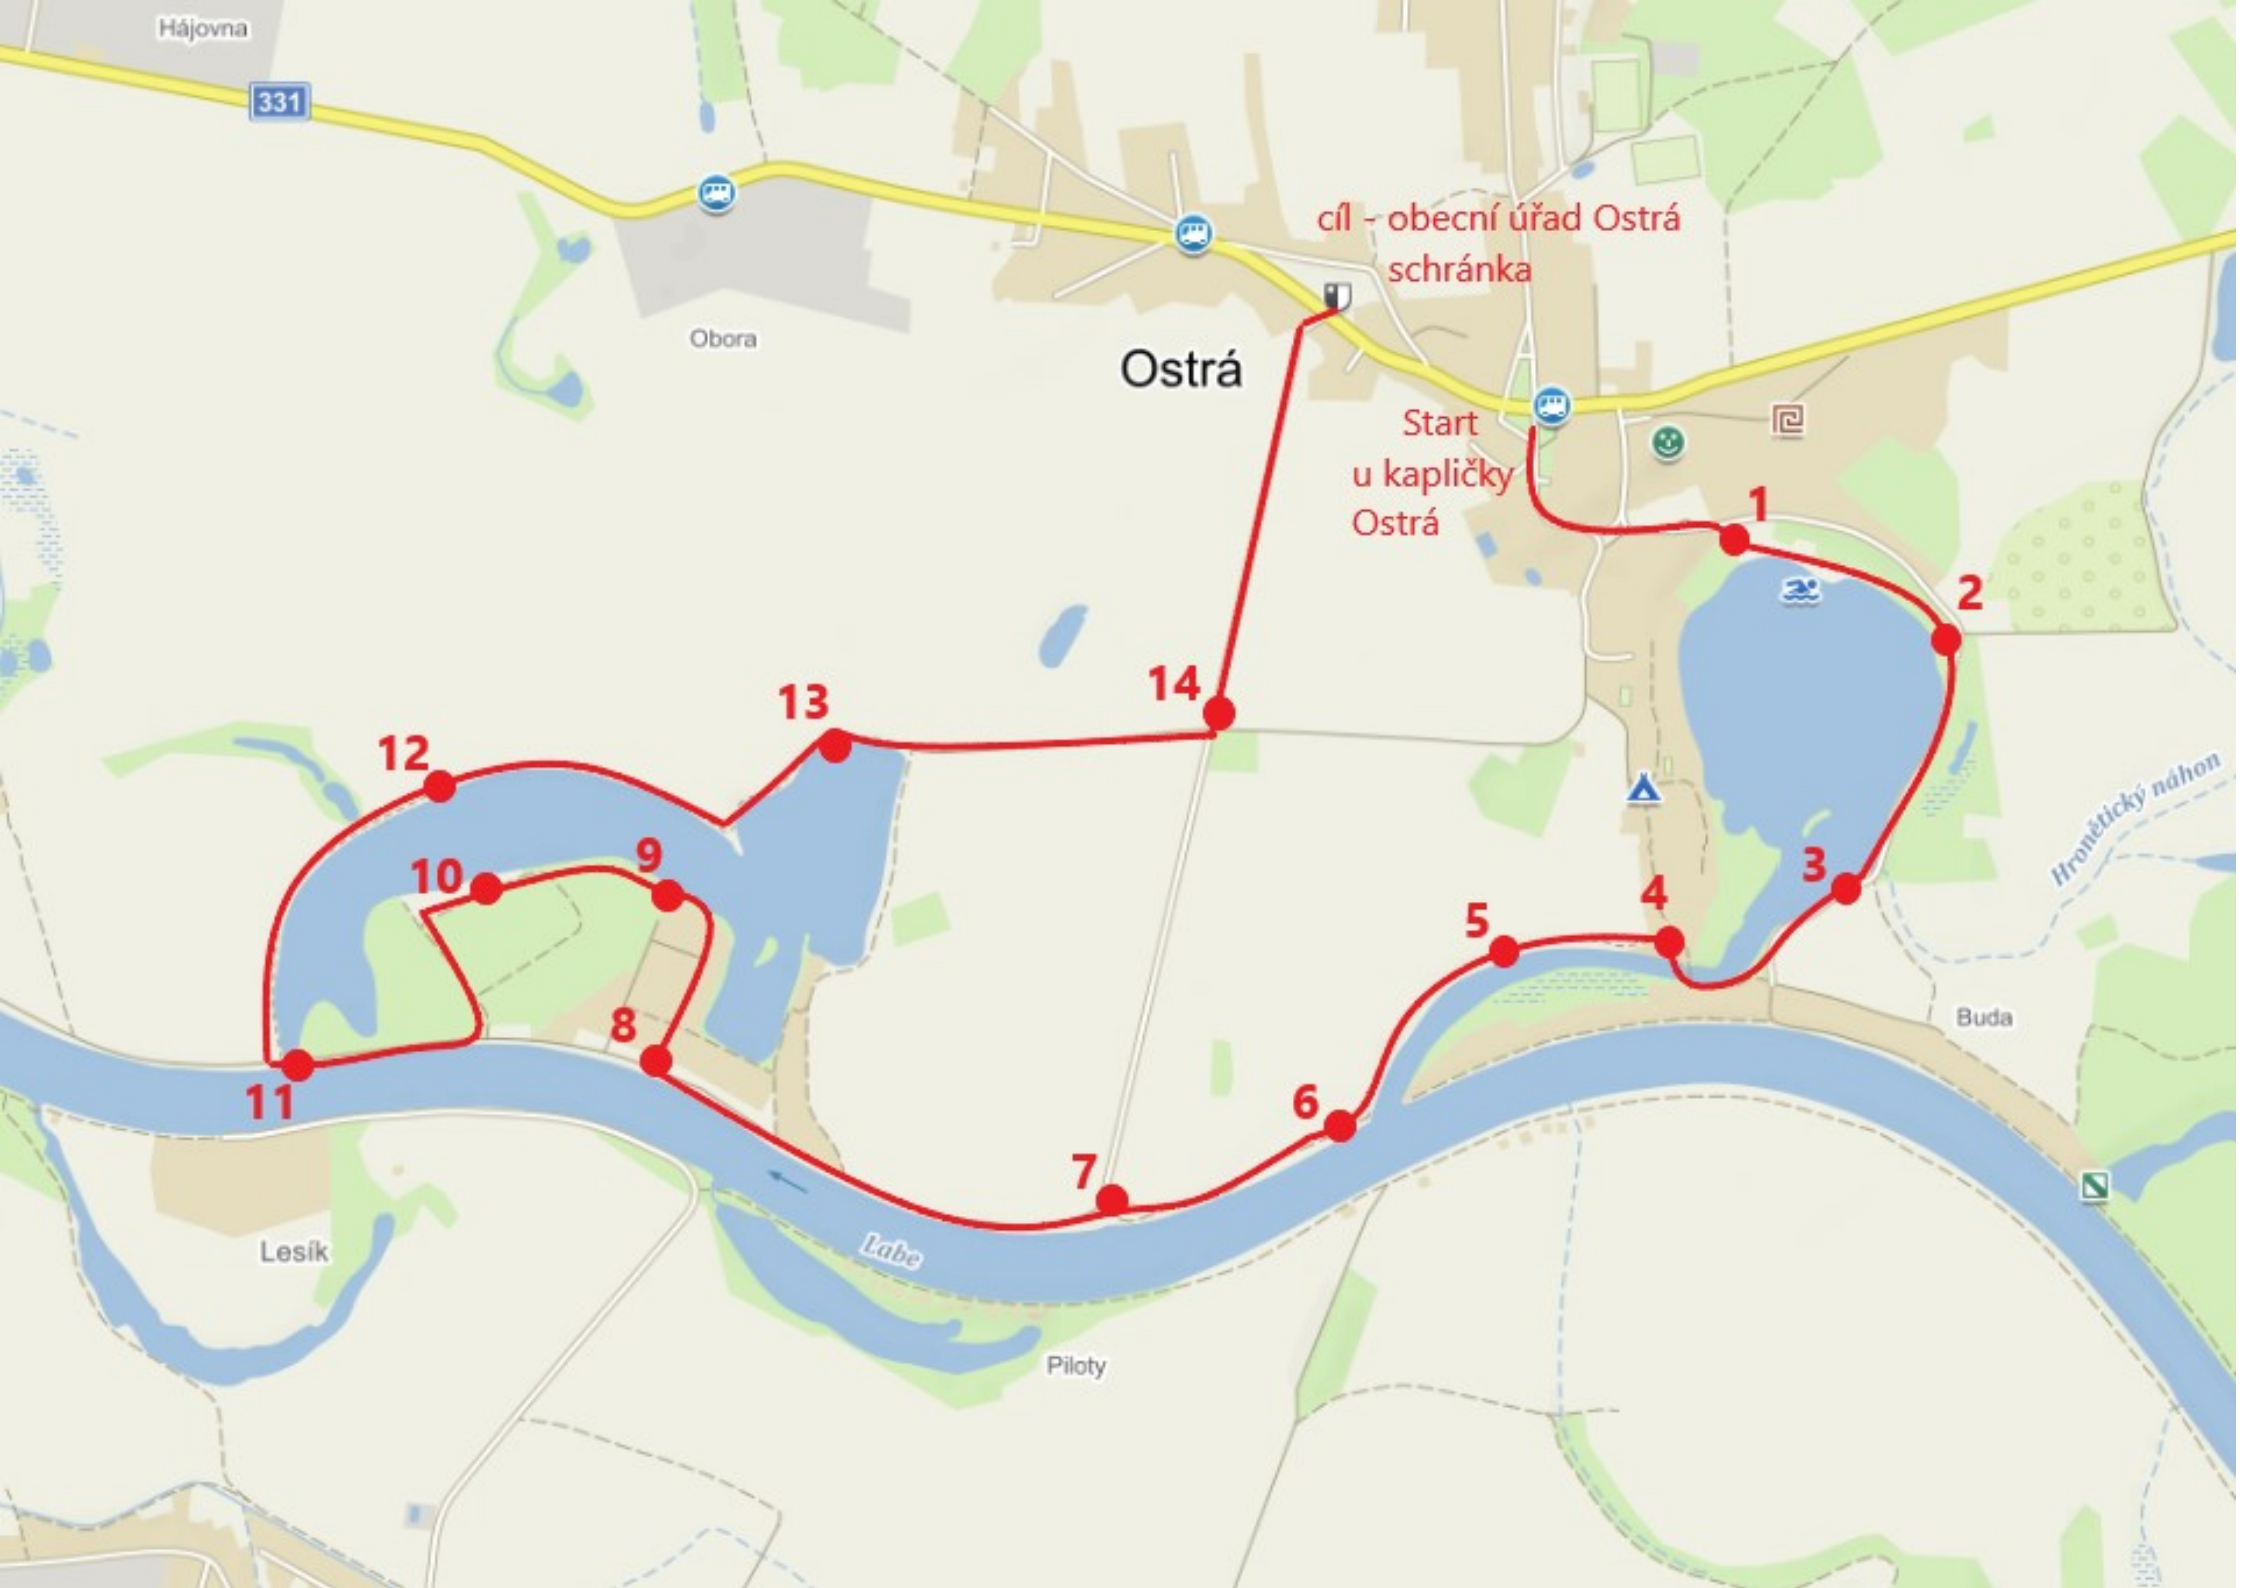 Hájovna
331
cíl - obecní úřad Ostrá
schránka
Obora
Ostrá
Start
u kapličky
Ostrá
1
2
14
13
12
Hronětický náhon
9
10
3
4
5
8
Buda
11
6
7
Labe
Lesík
Piloty